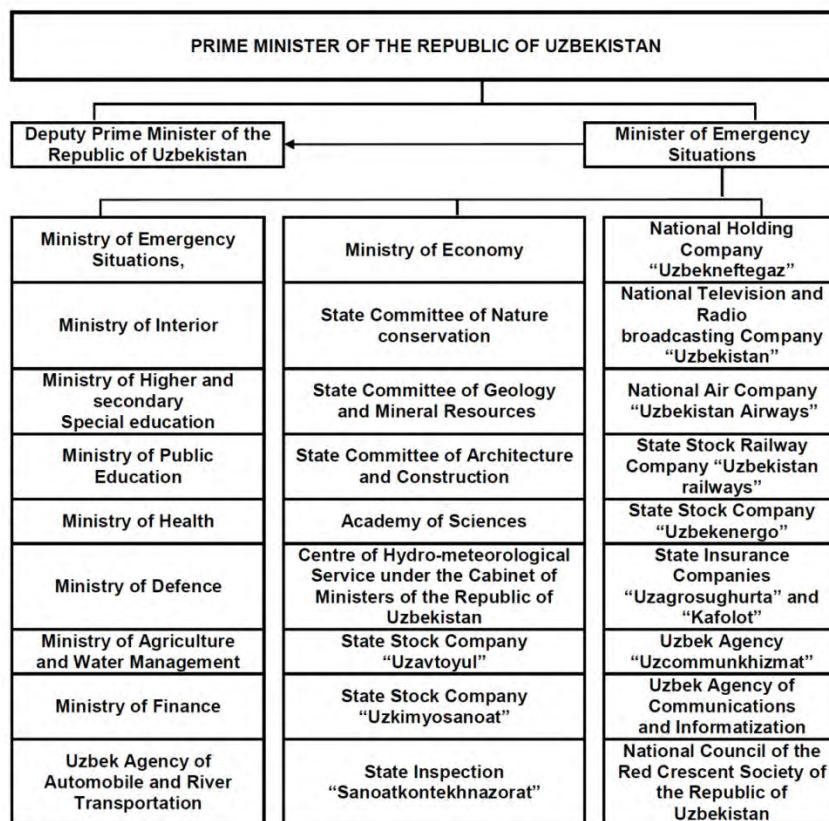 PRIME MINISTER OF THE REPUBLIC OF UZBEKISTAN
Deputy Prime Minister of the
Republic of Uzbekistan
Minister of Emergency
Situations
Ministry of Emergency
Situations,
Ministry of Economy
National Holding
Company
“Uzbekneftegaz”
Ministry of Interior
State Committee of Nature
conservation
National Television and
Radio
broadcasting Company
“Uzbekistan”
Ministry of Higher and
secondary
Special education
State Committee of Geology
and Mineral Resources
National Air Company
“Uzbekistan Airways”
Ministry of Public
Education
State Committee of Architecture
and Construction
State Stock Railway
Company “Uzbekistan
railways”
Ministry of Health
Academy of Sciences
State Stock Company
“Uzbekenergo”
Ministry of Defence
Centre of Hydro-meteorological
Service under the Cabinet of
Ministers of the Republic of
Uzbekistan
State Insurance
Companies
“Uzagrosughurta” and
“Kafolot”
Ministry of Agriculture
and Water Management
State Stock Company
“Uzavtoyul”
Uzbek Agency
“Uzcommunkhizmat”
Ministry of Finance
State Stock Company
“Uzkimyosanoat”
Uzbek Agency of
Communications
and Informatization
Uzbek Agency of
Automobile and River
Transportation
State Inspection
“Sanoatkontekhnazorat”
National Council of the
Red Crescent Society of
the Republic of
Uzbekistan